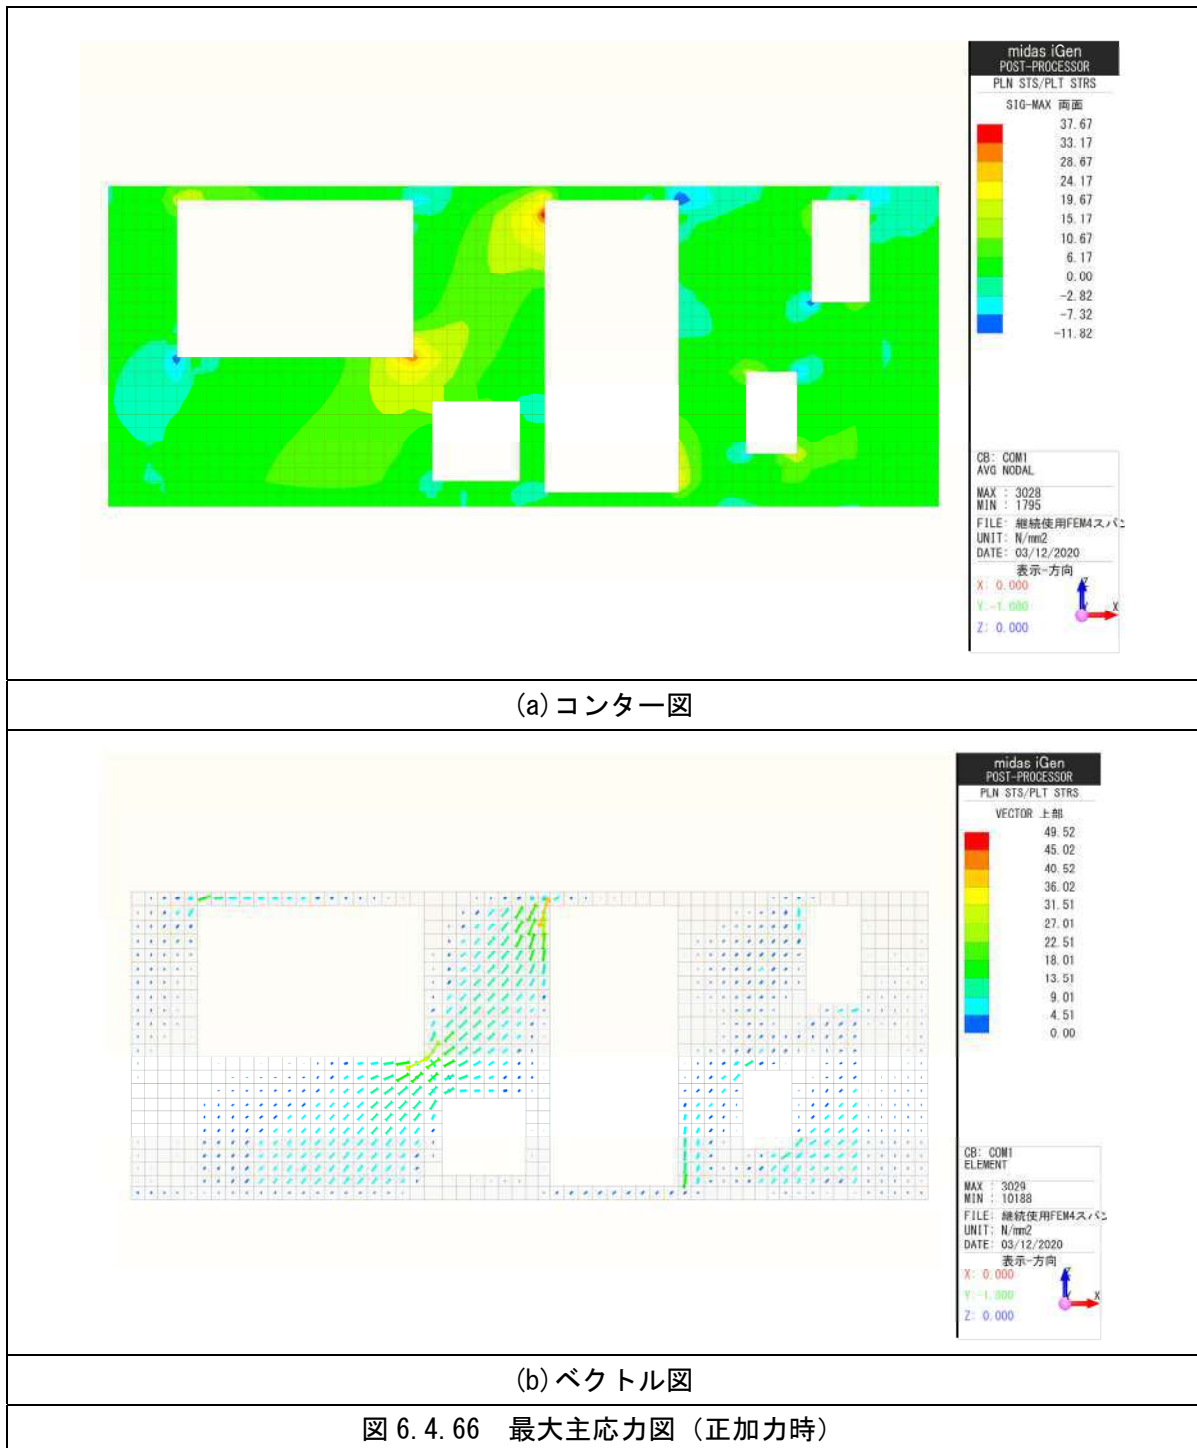 midas iGen
POST-PROCESSOR
PLN STS/PLT STRS
SIG-MAX 両面
37.67
33.17
28.67
24.17
19.67
15.17
10.67
6.17
0.00
-2.82
-7.32
-11.82
CB: COM1
AVG NODAL
MAX : 3028
MIN : 1795
FILE: 継続使用FEM4スパン
UNIT: N/mm2
DATE: 03/12/2020
表示-方向
X: 0.000
Y:-1.000
Z: 0.000
Z
Y
X
(a)コンター図
midas iGen
POST-PROCESSOR
PLN STS/PLT STRS
VECTOR 上部
49.52
45.02
40.52
36.02
31.51
27.01
22.51
18.01
13.51
9.01
4.51
0.00
CB: COM1
ELEMENT
MAX : 3029
MIN : 10188
FILE: 継続使用FEM4スパン
UNIT: N/mm2
DATE: 03/12/2020
表示-方向
X: 0.000
Y:-1.000
Z: 0.000
Z
Y
X
(b)ベクトル図
図 6.4.66 最大主応力図（正加力時）